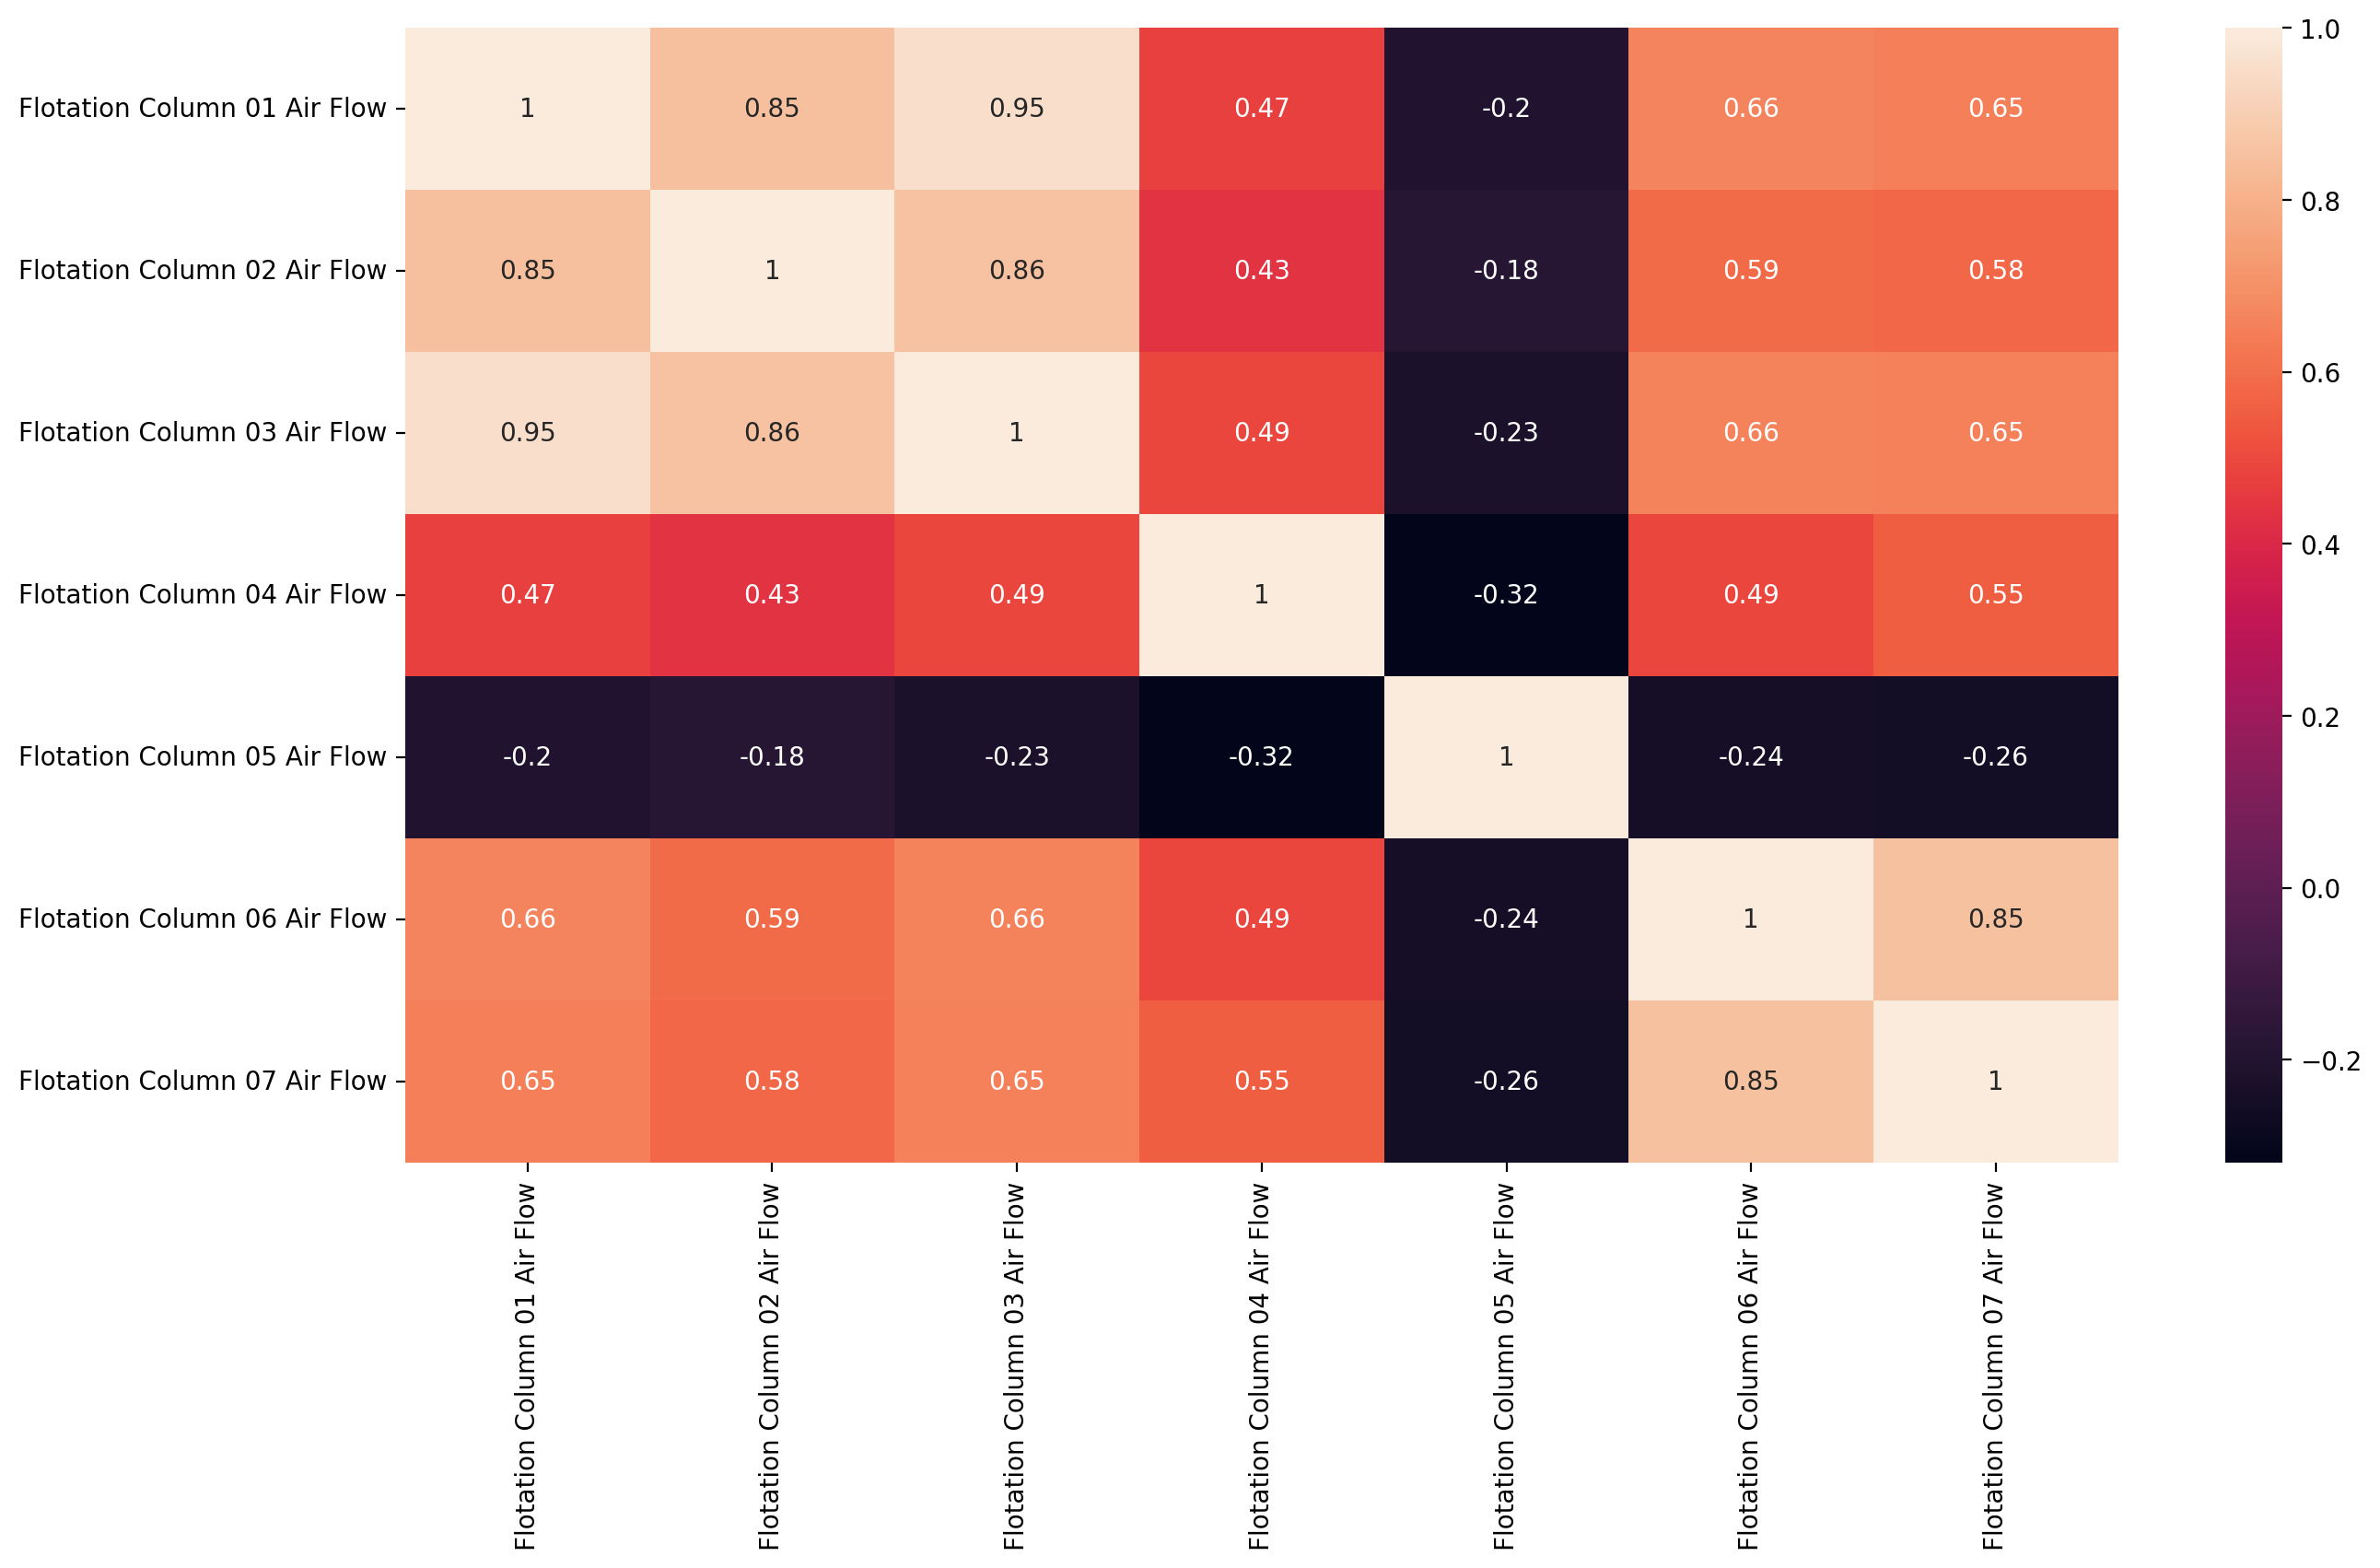 Flotation Column 01 Air Flow 1 0.85 0.95 0.47 -0.2 0.66 0.65
Flotation Column 02 Air Flow 0.85 1 0.86 0.43 -0.18 0.59 0.58
Flotation Column 03 Air Flow 0.95 0.86 1 0.49 -0.23 0.66 0.65
Flotation Column 04 Air Flow 0.47 0.43 0.49 1 -0.32 0.49 0.55
Flotation Column 05 Air Flow -0.2 -0.18 -0.23 -0.32 1 -0.24 -0.26
Flotation Column 06 Air Flow 0.66 0.59 0.66 0.49 -0.24 1 0.85
Flotation Column 07 Air Flow 0.65 0.58 0.65 0.55 -0.26 0.85 1
Flotation Column 01 Air Flow
Flotation Column 02 Air Flow
Flotation Column 03 Air Flow
Flotation Column 04 Air Flow
Flotation Column 05 Air Flow
Flotation Column 06 Air Flow
Flotation Column 07 Air Flow
1.0
0.8
0.6
0.4
0.2
0.0
−0.2